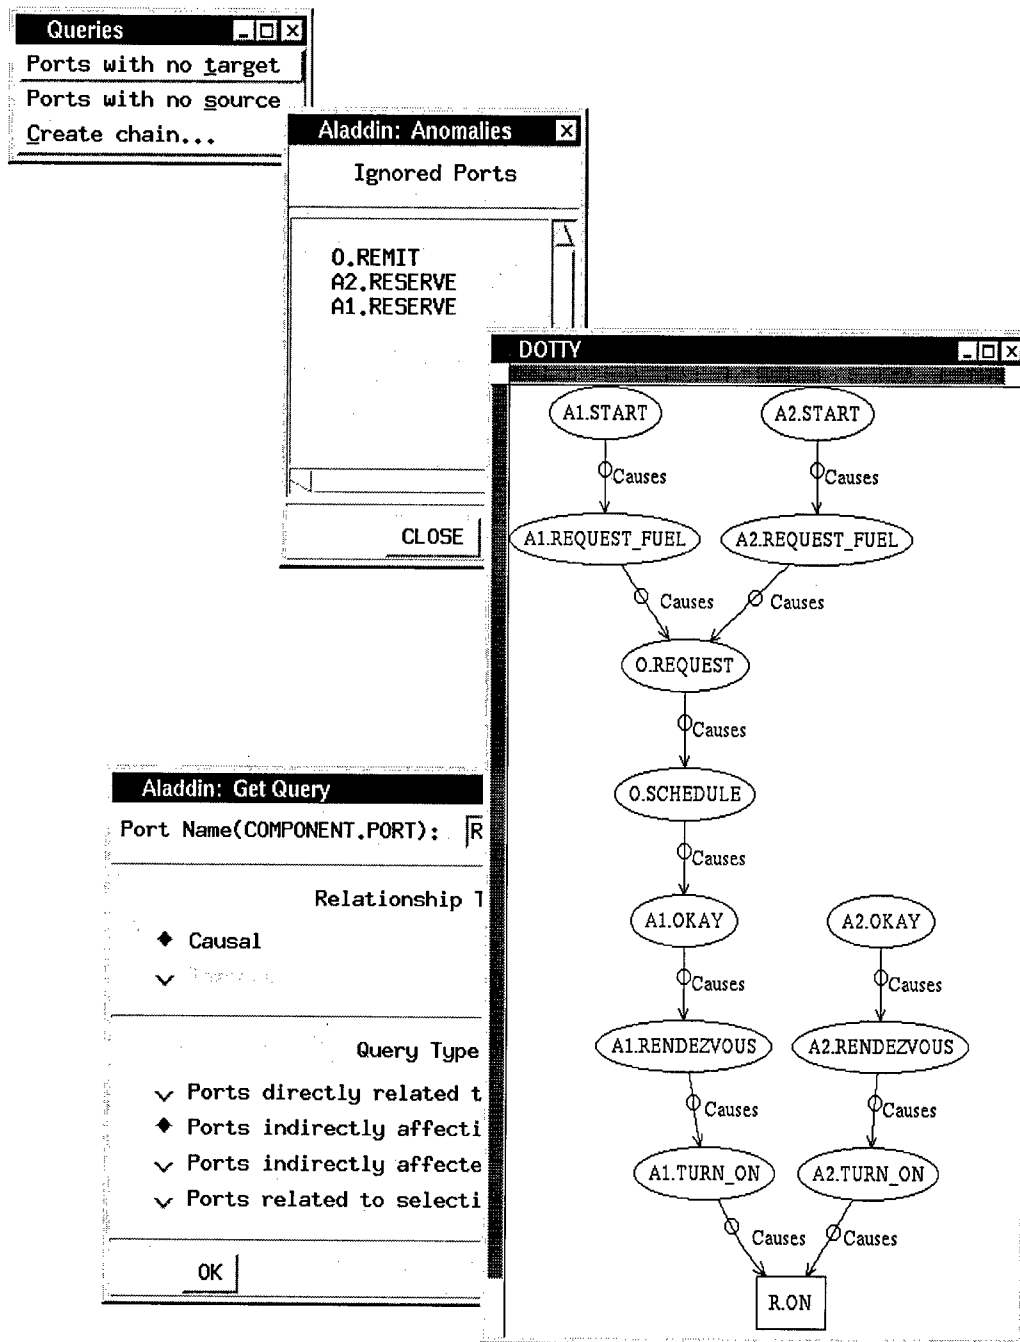 Queries
Ports with no target
Ports with no source
Create chain...
Aladdin: Anomalies
Ignored Ports
O.REMIT
A2.RESERVE
A1.RESERVE
CLOSE
DOTTY
A1.START
A2.START
Causes
Causes
A1.REQUEST_FUEL
A2.REQUEST_FUEL
Causes
Causes
O.REQUEST
Causes
O.SCHEDULE
Causes
A1.OKAY
A2.OKAY
Causes
Causes
A1.RENDEZVOUS
A2.RENDEZVOUS
Causes
Causes
A1.TURN_ON
A2.TURN_ON
Causes
Causes
R.ON
Aladdin: Get Query
Port Name(COMPONENT.PORT): R
Relationship T
Causal
Query Type
Ports directly related t
Ports indirectly affecti
Ports indirectly affecte
Ports related to selecti
OK